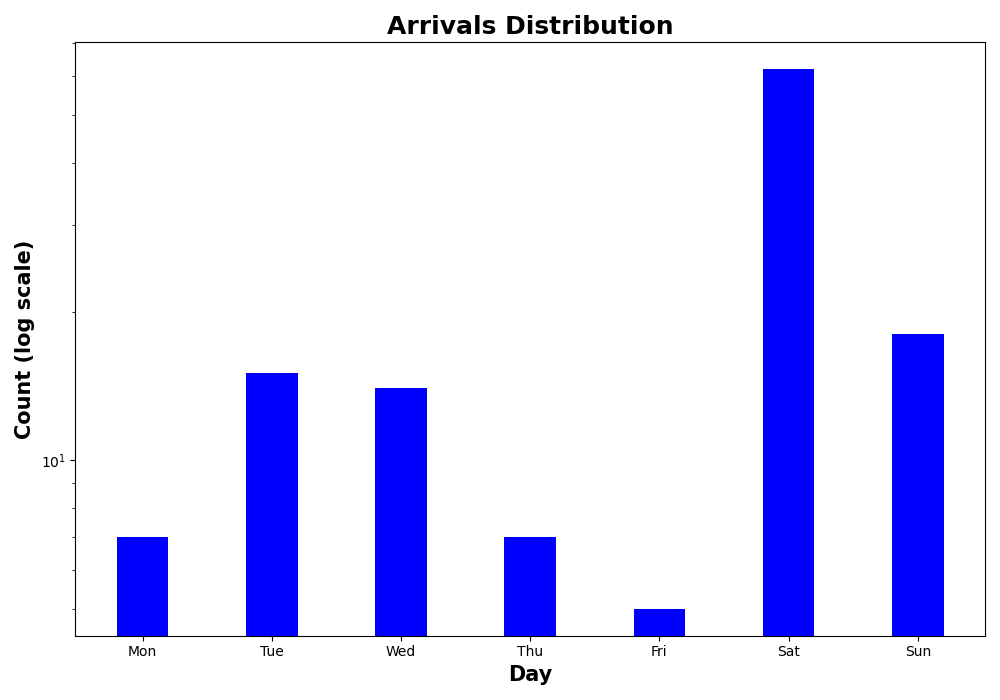 Arrivals Distribution
Count (log scale)
10¹
Mon Tue Wed Thu Fri Sat Sun
Day